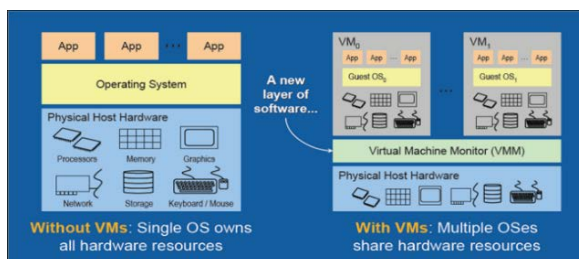 App App ... App
Operating System
Physical Host Hardware
Processors Memory Graphics
Network Storage Keyboard / Mouse
Without VMs: Single OS owns
all hardware resources
A new
layer of
software...
VM0
App App ... App
Guest OS0
...
VM1
App App ... App
Guest OS1
Virtual Machine Monitor (VMM)
Physical Host Hardware
With VMs: Multiple OSes
share hardware resources